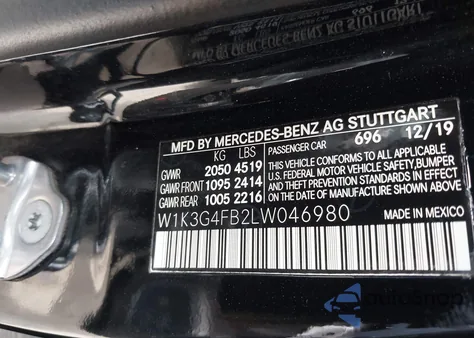 MFD BY MERCEDES-BENZ AG STUTTGART
KG LBS PASSENGER CAR 696 12/19
GVWR 2050 4519 THIS VEHICLE CONFORMS TO ALL APPLICABLE
GAWR FRONT 1095 2414 U.S. FEDERAL MOTOR VEHICLE SAFETY,BUMPER
GAWR REAR 1005 2216 AND THEFT PREVENTION STANDARDS IN EFFECT
ON THE DATE OF MANUFACTURE SHOWN ABOVE
W1K3G4FB2LW046980 MADE IN MEXICO